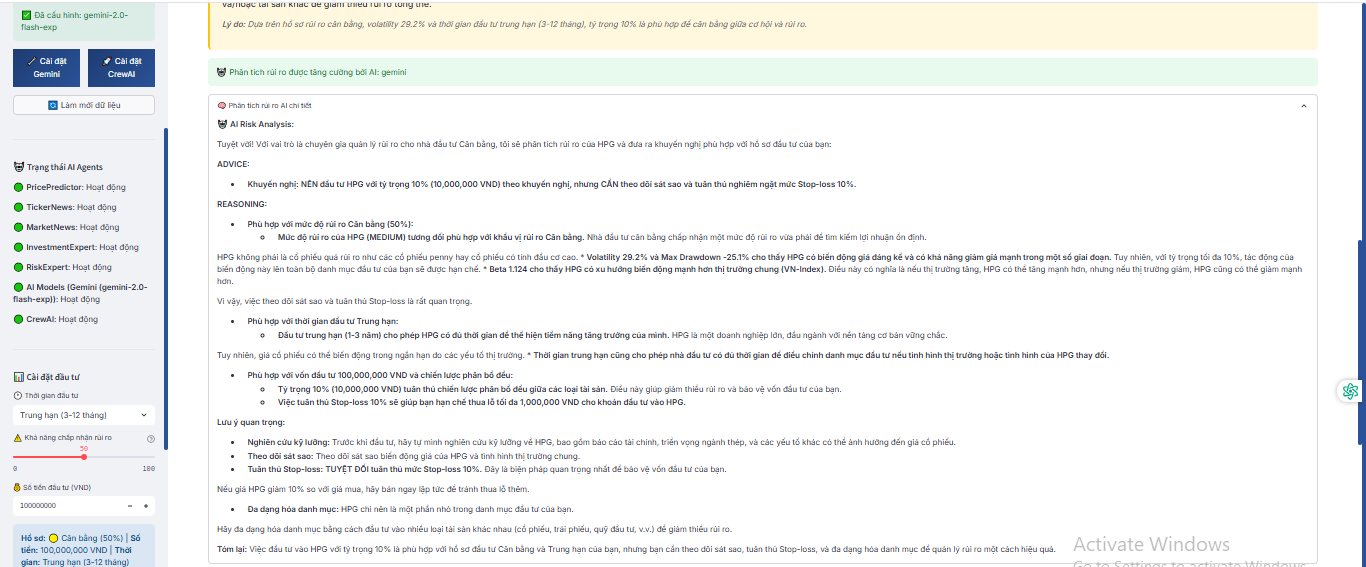 Đã cấu hình: gemini-2.0-
flash-exp
Cài đặt
Gemini
Cài đặt
CrewAI
Làm mới dữ liệu
Trạng thái AI Agents
PricePredictor: Hoạt động
TickerNews: Hoạt động
MarketNews: Hoạt động
InvestmentExpert: Hoạt động
RiskExpert: Hoạt động
AI Models (Gemini (gemini-2.0-
flash-exp)): Hoạt động
CrewAI: Hoạt động
Cài đặt đầu tư
Thời gian đầu tư
Trung hạn (3-12 tháng)
Khả năng chấp nhận rủi ro
50
0 100
Số tiền đầu tư (VND)
100000000
Hồ sơ: Cân bằng (50%) | Số
tiền: 100,000,000 VND | Thời
gian: Trung hạn (3-12 tháng)
và/hoặc tài sản khác để giảm thiểu rủi ro tổng thể.
Lý do: Dựa trên hồ sơ rủi ro cân bằng, volatility 29.2% và thời gian đầu tư trung hạn (3-12 tháng), tỷ trọng 10% là phù hợp để cân bằng giữa cơ hội và rủi ro.
Phân tích rủi ro được tăng cường bởi AI: gemini
Phân tích rủi ro AI chi tiết
AI Risk Analysis:
Tuyệt vời! Với vai trò là chuyên gia quản lý rủi ro cho nhà đầu tư Cân bằng, tôi sẽ phân tích rủi ro của HPG và đưa ra khuyến nghị phù hợp với hồ sơ đầu tư của bạn:
ADVICE:
• Khuyến nghị: NÊN đầu tư HPG với tỷ trọng 10% (10,000,000 VND) theo khuyến nghị, nhưng CẦN theo dõi sát sao và tuân thủ nghiêm ngặt mức Stop-loss 10%.
REASONING:
• Phù hợp với mức độ rủi ro Cân bằng (50%):
○ Mức độ rủi ro của HPG (MEDIUM) tương đối phù hợp với khẩu vị rủi ro Cân bằng. Nhà đầu tư cân bằng chấp nhận một mức độ rủi ro vừa phải để tìm kiếm lợi nhuận ổn định.
HPG không phải là cổ phiếu quá rủi ro như các cổ phiếu penny hay cổ phiếu có tính đầu cơ cao. * Volatility 29.2% và Max Drawdown -25.1% cho thấy HPG có biến động giá đáng kể và có khả năng giảm giá mạnh trong một số giai đoạn. Tuy nhiên, với tỷ trọng tối đa 10%, tác động của
biến động này lên toàn bộ danh mục đầu tư của bạn sẽ được hạn chế. * Beta 1.124 cho thấy HPG có xu hướng biến động mạnh hơn thị trường chung (VN-Index). Điều này có nghĩa là nếu thị trường tăng, HPG có thể tăng mạnh hơn, nhưng nếu thị trường giảm, HPG cũng có thể giảm mạnh
hơn.
Vì vậy, việc theo dõi sát sao và tuân thủ Stop-loss là rất quan trọng.
• Phù hợp với thời gian đầu tư Trung hạn:
○ Đầu tư trung hạn (1-3 năm) cho phép HPG có đủ thời gian để thể hiện tiềm năng tăng trưởng của mình. HPG là một doanh nghiệp lớn, đầu ngành với nền tảng cơ bản vững chắc.
Tuy nhiên, giá cổ phiếu có thể biến động trong ngắn hạn do các yếu tố thị trường. * Thời gian trung hạn cũng cho phép nhà đầu tư có đủ thời gian để điều chỉnh danh mục đầu tư nếu tình hình thị trường hoặc tình hình của HPG thay đổi.
• Phù hợp với vốn đầu tư 100,000,000 VND và chiến lược phân bổ đều:
○ Tỷ trọng 10% (10,000,000 VND) tuân thủ chiến lược phân bổ đều giữa các loại tài sản. Điều này giúp giảm thiểu rủi ro và bảo vệ vốn đầu tư của bạn.
○ Việc tuân thủ Stop-loss 10% sẽ giúp bạn hạn chế thua lỗ tối đa 1,000,000 VND cho khoản đầu tư vào HPG.
Lưu ý quan trọng:
• Nghiên cứu kỹ lưỡng: Trước khi đầu tư, hãy tự mình nghiên cứu kỹ lưỡng về HPG, bao gồm báo cáo tài chính, triển vọng ngành thép, và các yếu tố khác có thể ảnh hưởng đến giá cổ phiếu.
• Theo dõi sát sao: Theo dõi sát sao biến động giá của HPG và tình hình thị trường chung.
• Tuân thủ Stop-loss: TUYỆT ĐỐI tuân thủ mức Stop-loss 10%. Đây là biện pháp quan trọng nhất để bảo vệ vốn đầu tư của bạn.
Nếu giá HPG giảm 10% so với giá mua, hãy bán ngay lập tức để tránh thua lỗ thêm.
• Đa dạng hóa danh mục: HPG chỉ nên là một phần nhỏ trong danh mục đầu tư của bạn.
Hãy đa dạng hóa danh mục bằng cách đầu tư vào nhiều loại tài sản khác nhau (cổ phiếu, trái phiếu, quỹ đầu tư, v.v.) để giảm thiểu rủi ro.
Tóm lại: Việc đầu tư vào HPG với tỷ trọng 10% là phù hợp với hồ sơ đầu tư Cân bằng và Trung hạn của bạn, nhưng bạn cần theo dõi sát sao, tuân thủ Stop-loss, và đa dạng hóa danh mục để quản lý rủi ro một cách hiệu quả.
Activate Windows
Go to Settings to activate Windows.